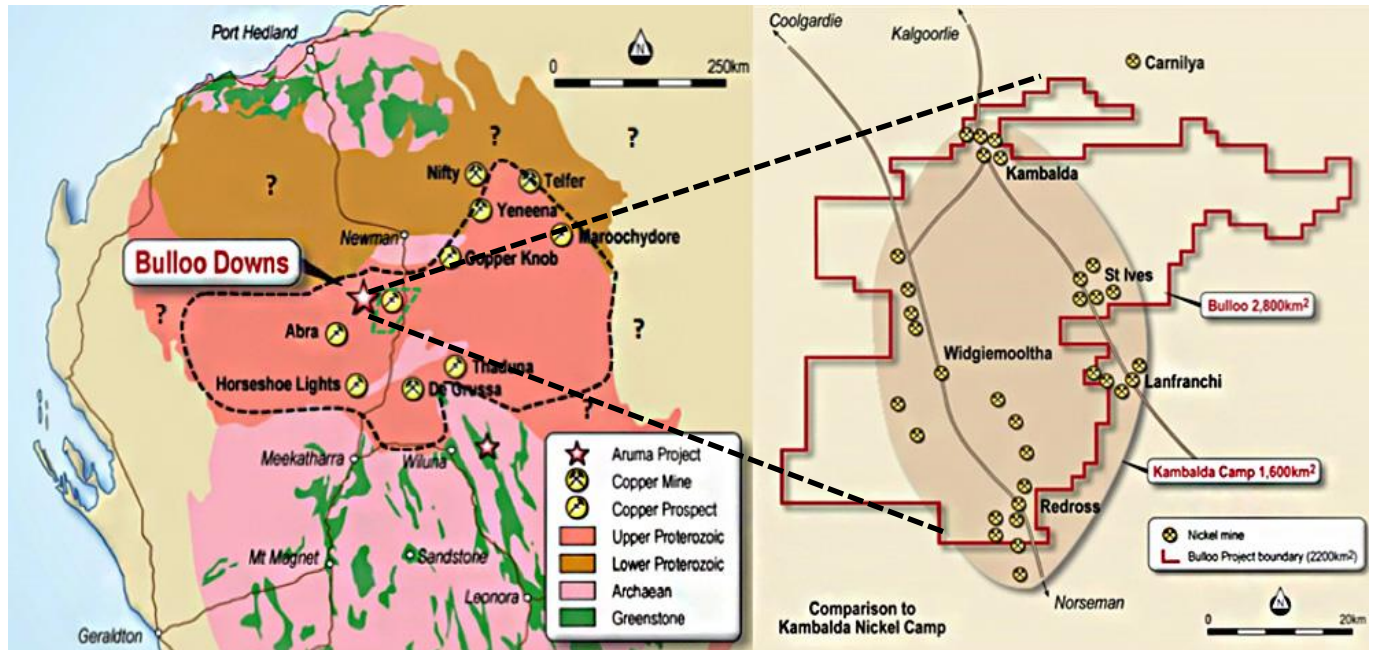 Port Hedland
N
0
250km
?
?
?
Nifty
Telfer
Yeneena
Newman
Maroochydore
Copper Knob
Bulloo Downs
?
?
Abra
Thaduna
Horseshoe Lights
De Grussa
?
Meekatharra
Wiluna
Mt Magnet
Sandstone
Leonora
Geraldton
Aruma Project
Copper Mine
Copper Prospect
Upper Proterozoic
Lower Proterozoic
Archaean
Greenstone
Coolgardie
Kalgoorlie
Carnilya
Kambalda
St Ives
Bulloo 2,800km²
Widgiemooltha
Lanfranchi
Kambalda Camp 1,600km²
Redross
Nickel mine
Bulloo Project boundary (2200km²)
Norseman
Comparison to
Kambalda Nickel Camp
N
0
20km